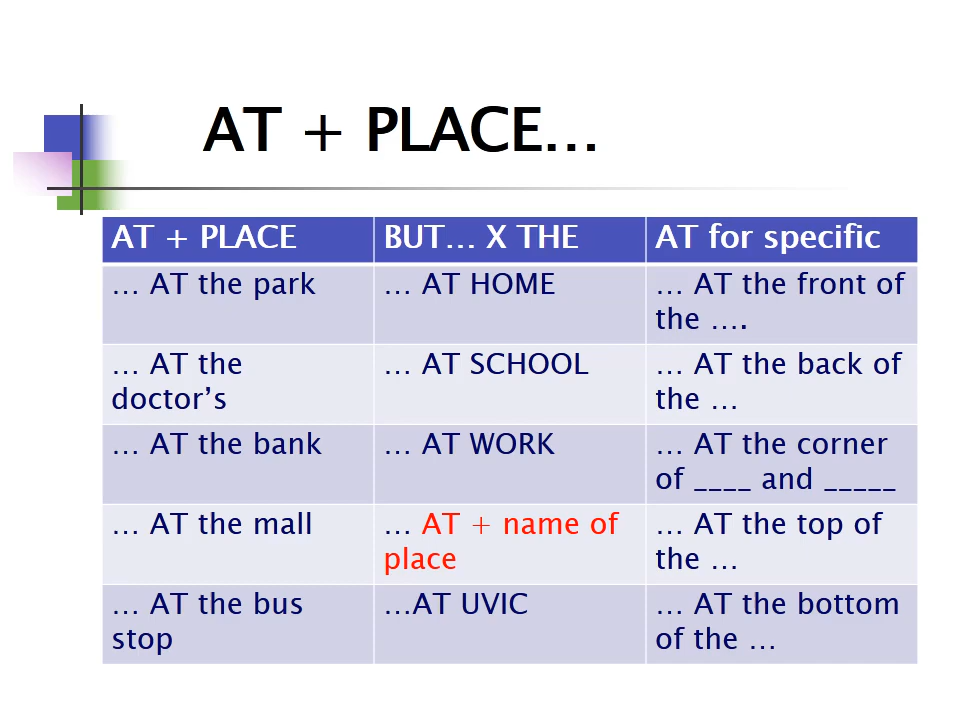 AT + PLACE…
AT + PLACE
BUT… X THE
AT for specific
… AT the park
… AT HOME
… AT the front of
the ….
… AT the
doctor’s
… AT SCHOOL
… AT the back of
the …
… AT the bank
… AT WORK
… AT the corner
of ____ and _____
… AT the mall
… AT + name of
place
… AT the top of
the …
… AT the bus
stop
…AT UVIC
… AT the bottom
of the …